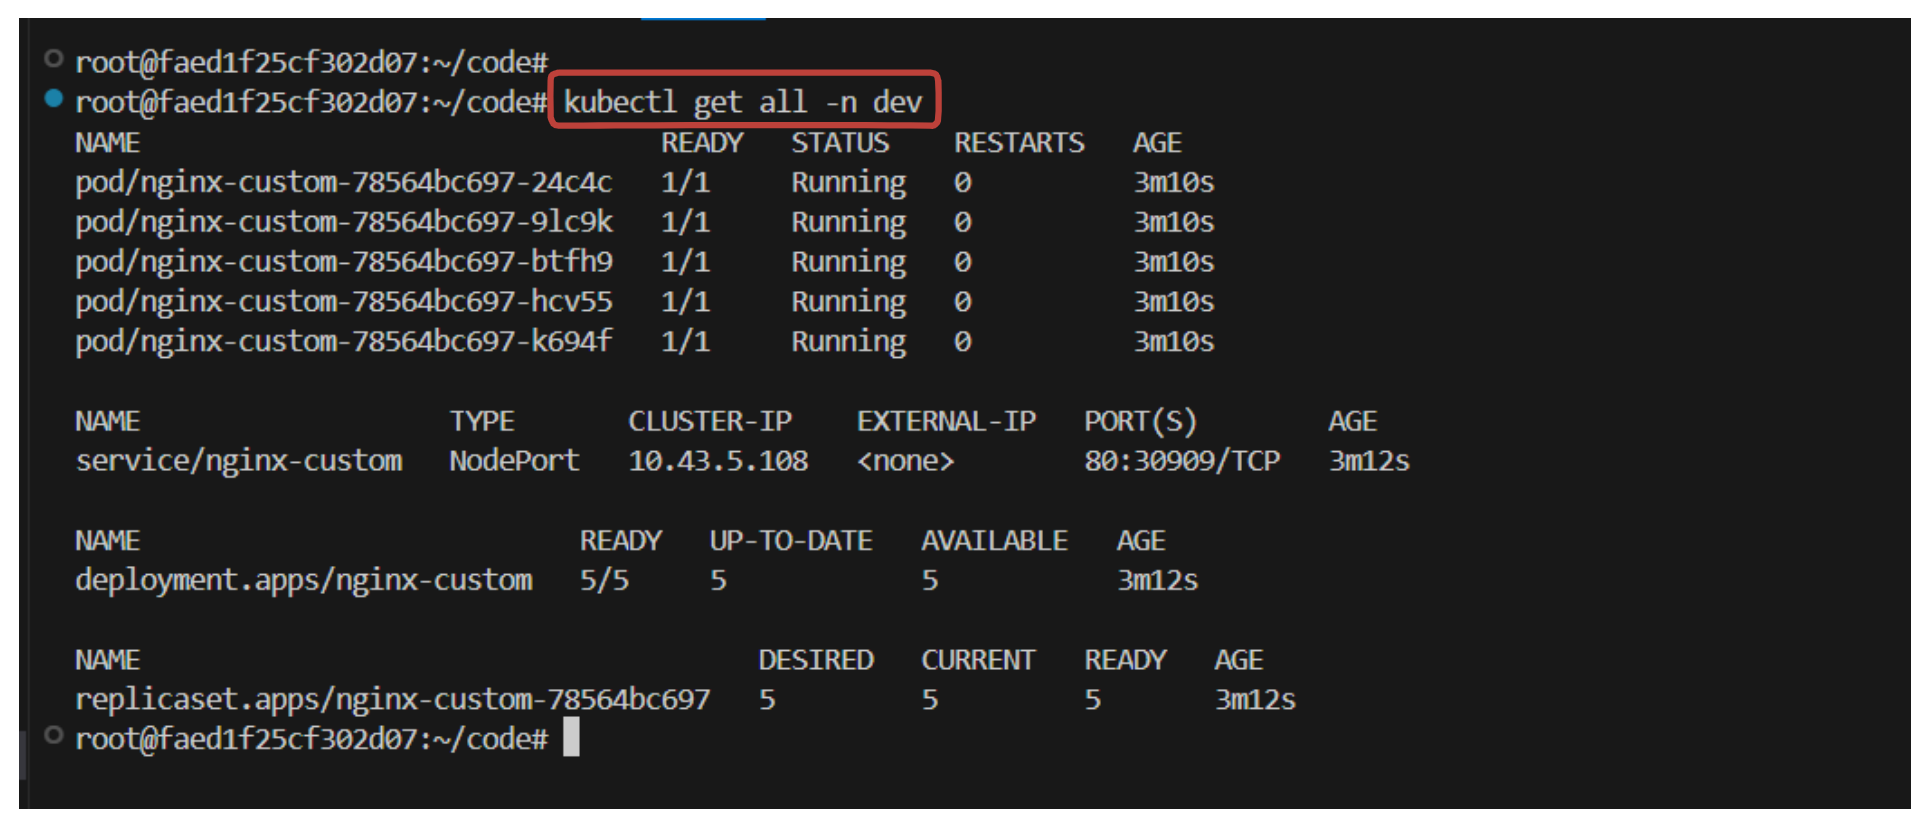 root@faed1f25cf302d07:~/code#
root@faed1f25cf302d07:~/code# kubectl get all -n dev
NAME READY STATUS RESTARTS AGE
pod/nginx-custom-78564bc697-24c4c 1/1 Running 0 3m10s
pod/nginx-custom-78564bc697-9lc9k 1/1 Running 0 3m10s
pod/nginx-custom-78564bc697-btfh9 1/1 Running 0 3m10s
pod/nginx-custom-78564bc697-hcv55 1/1 Running 0 3m10s
pod/nginx-custom-78564bc697-k694f 1/1 Running 0 3m10s
NAME TYPE CLUSTER-IP EXTERNAL-IP PORT(S) AGE
service/nginx-custom NodePort 10.43.5.108 <none> 80:30909/TCP 3m12s
NAME READY UP-TO-DATE AVAILABLE AGE
deployment.apps/nginx-custom 5/5 5 5 3m12s
NAME DESIRED CURRENT READY AGE
replicaset.apps/nginx-custom-78564bc697 5 5 5 3m12s
root@faed1f25cf302d07:~/code#